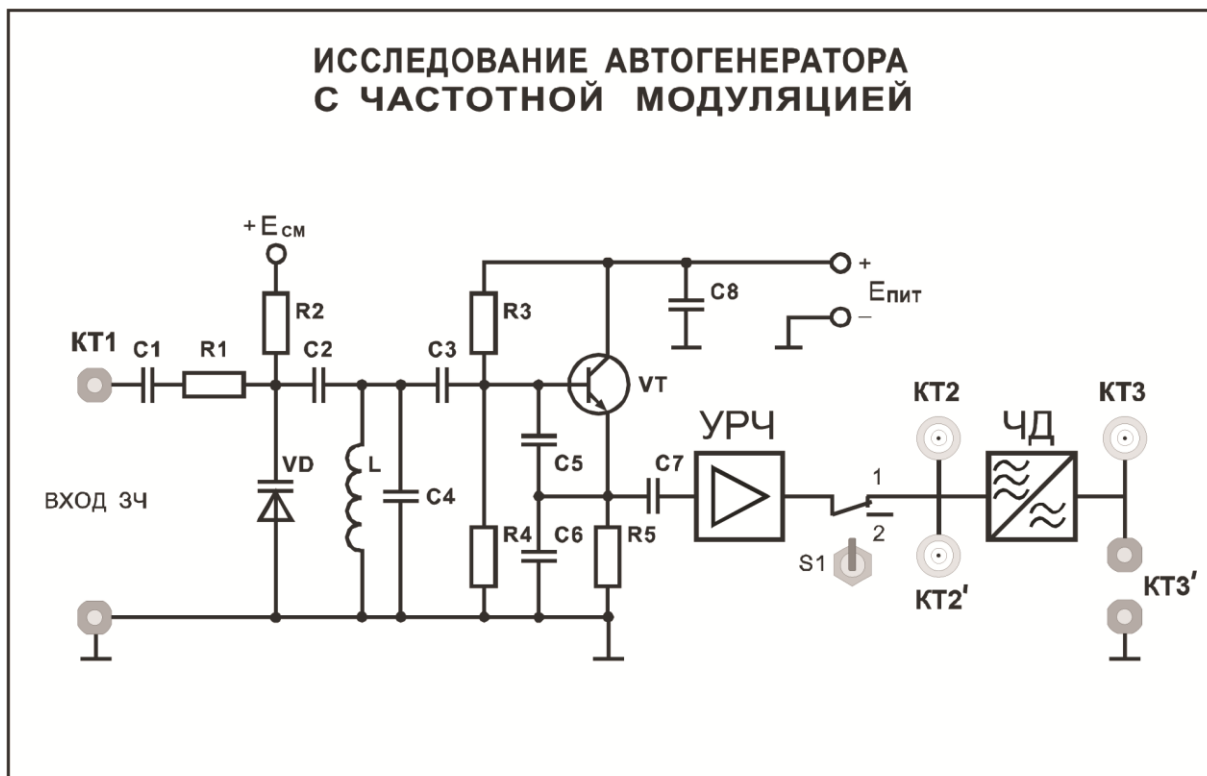 ИССЛЕДОВАНИЕ АВТОГЕНЕРАТОРА
С ЧАСТОТНОЙ МОДУЛЯЦИЕЙ
+ Eсм
R2
R3
C8
+
Eпит
–
КТ1
C1
R1
C2
C3
VT
КТ2
КТ3
УРЧ
ЧД
VD
L
C4
C5
C7
1
ВХОД ЗЧ
R4
C6
R5
2
S1
КТ2'
КТ3'